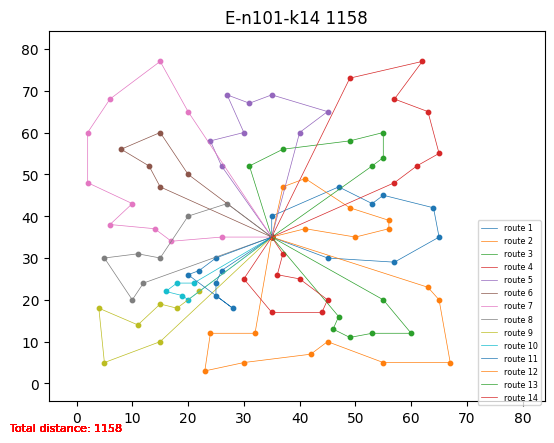 E-n101-k14 1158
80
70
60
50
40
30
20
10
0
route 1
route 2
route 3
route 4
route 5
route 6
route 7
route 8
route 9
route 10
route 11
route 12
route 13
route 14
0 10 20 30 40 50 60 70 80
Total distance: 1158